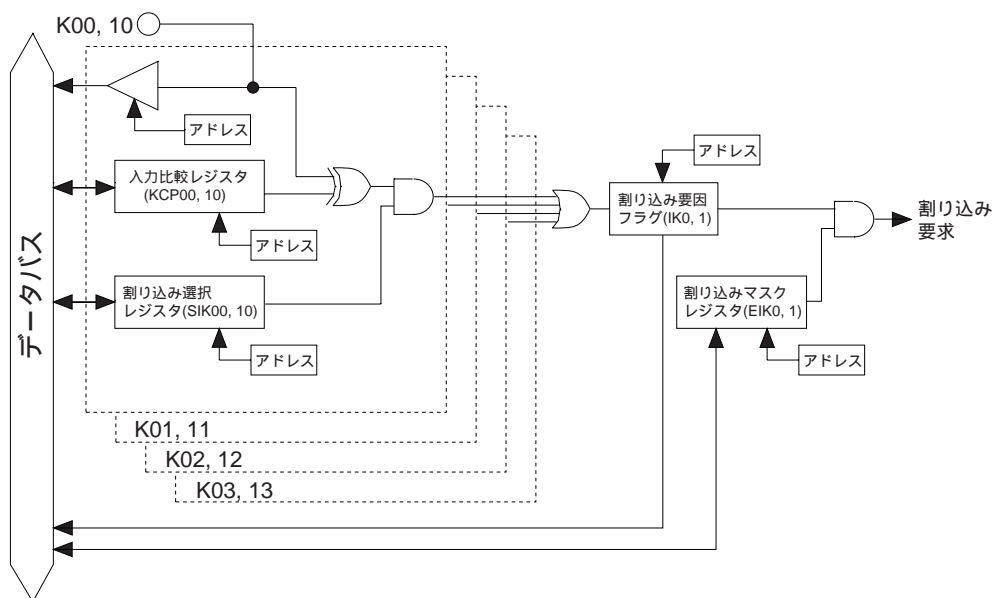 K00, 10
アドレス
入力比較レジスタ
(KCP00, 10)
アドレス
割り込み選択
レジスタ(SIK00, 10)
アドレス
データバス
K01, 11
K02, 12
K03, 13
アドレス
割り込み要因
フラグ(IK0, 1)
割り込みマスク
レジスタ(EIK0, 1)
アドレス
割り込み
要求